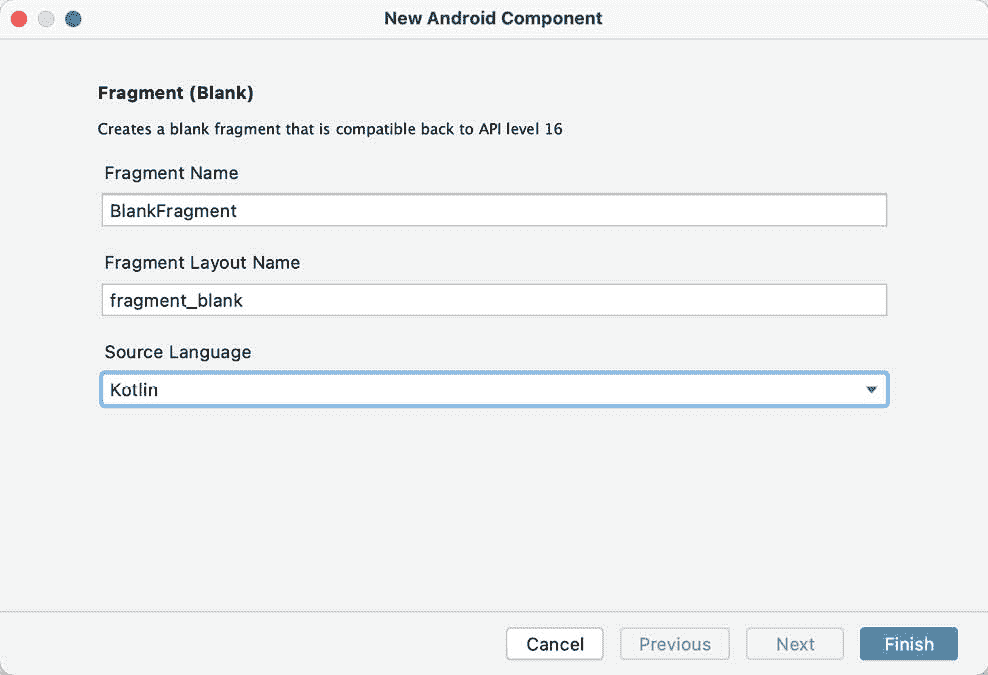 New Android Component
Fragment (Blank)
Creates a blank fragment that is compatible back to API level 16
Fragment Name
BlankFragment
Fragment Layout Name
fragment_blank
Source Language
Kotlin
Cancel Previous Next Finish